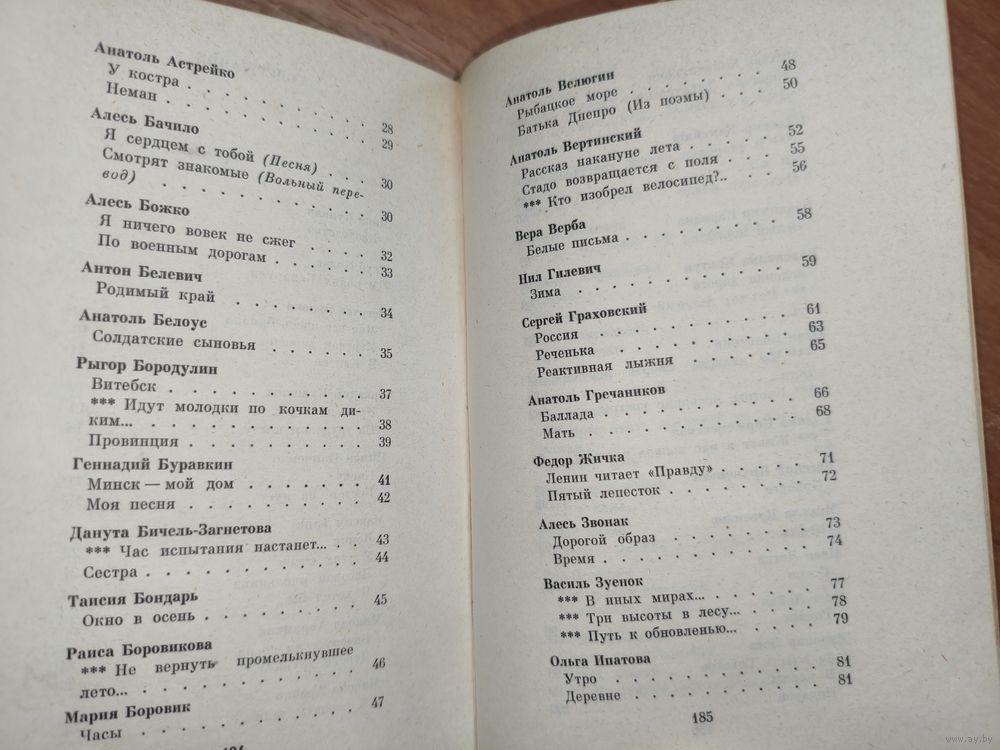 Анатоль Астрейко
У костра . . . . . . . . 28
Неман . . . . . . . . . 29
Алесь Бачило
Я сердцем с тобой (Песня) . . . 30
Смотрят знакомые (Вольный пере-
вод) . . . . . . . . . 30
Алесь Божко
Я ничего вовек не сжег . . . . 32
По военным дорогам . . . . . 33
Антон Белевич
Родимый край . . . . . . . 34
Анатоль Белоус
Солдатские сыновья . . . . . . 35
Рыгор Бородулин
Витебск . . . . . . . . . 37
*** Идут молодки по кочкам ди-
ким... . . . . . . . . . . 38
Провинция . . . . . . . . 39
Геннадий Буравкин
Минск — мой дом . . . . . . 41
Моя песня . . . . . . . . 42
Данута Бичель-Загнетова
*** Час испытания настанет... . . 43
Сестра . . . . . . . . . . 44
Таисия Бондарь
Окно в осень . . . . . . . 45
Раиса Боровикова
*** Не вернуть промелькнувшее
лето... . . . . . . . . . . 46
Мария Боровик
Часы . . . . . . . . . . 47
Анатоль Велюгин
Рыбацкое море . . . . . . 48
Батька Днепро (Из поэмы) . . . 50
Анатоль Вертинский
Рассказ накануне лета . . . . 52
Стадо возвращается с поля . . . 55
*** Кто изобрел велосипед?.. . . . 56
Вера Верба
Белые письма . . . . . . . 58
Нил Гилевич
Зима . . . . . . . . . . 59
Сергей Граховский
Россия . . . . . . . . . 61
Реченька . . . . . . . . 63
Реактивная лыжня . . . . . 65
Анатоль Гречаников
Баллада . . . . . . . . . 66
Мать . . . . . . . . . . 68
Федор Жичка
Ленин читает «Правду» . . . . 71
Пятый лепесток . . . . . . 72
Алесь Звонак
Дорогой образ . . . . . . . 73
Время . . . . . . . . . 74
Василь Зуенок
*** В иных мирах... . . . . . 77
*** Три высоты в лесу... . . . . 78
*** Путь к обновленью... . . . . 79
Ольга Ипатова
Утро . . . . . . . . . . 81
Деревне . . . . . . . . . 81
185
www.ay.by